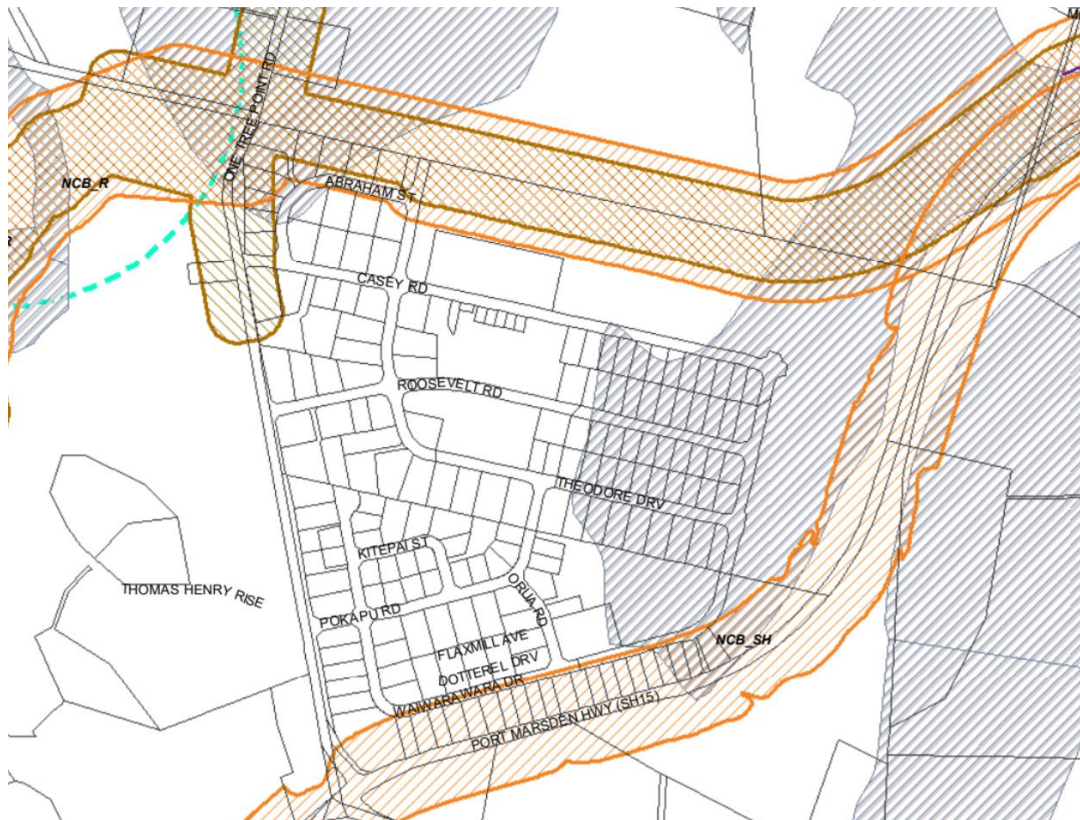 ONE TREE POINT RD
NCB_R
ABRAHAM ST
CASEY RD
ROOSEVELT RD
THEODORE DRV
KITEPAI ST
THOMAS HENRY RISE
ORUA RD
POKAPU RD
FLAXMILL AVE
NCB_SH
DOTTEREL DRV
WAIWARAWARA DR
PORT MARSDEN HWY (SH15)